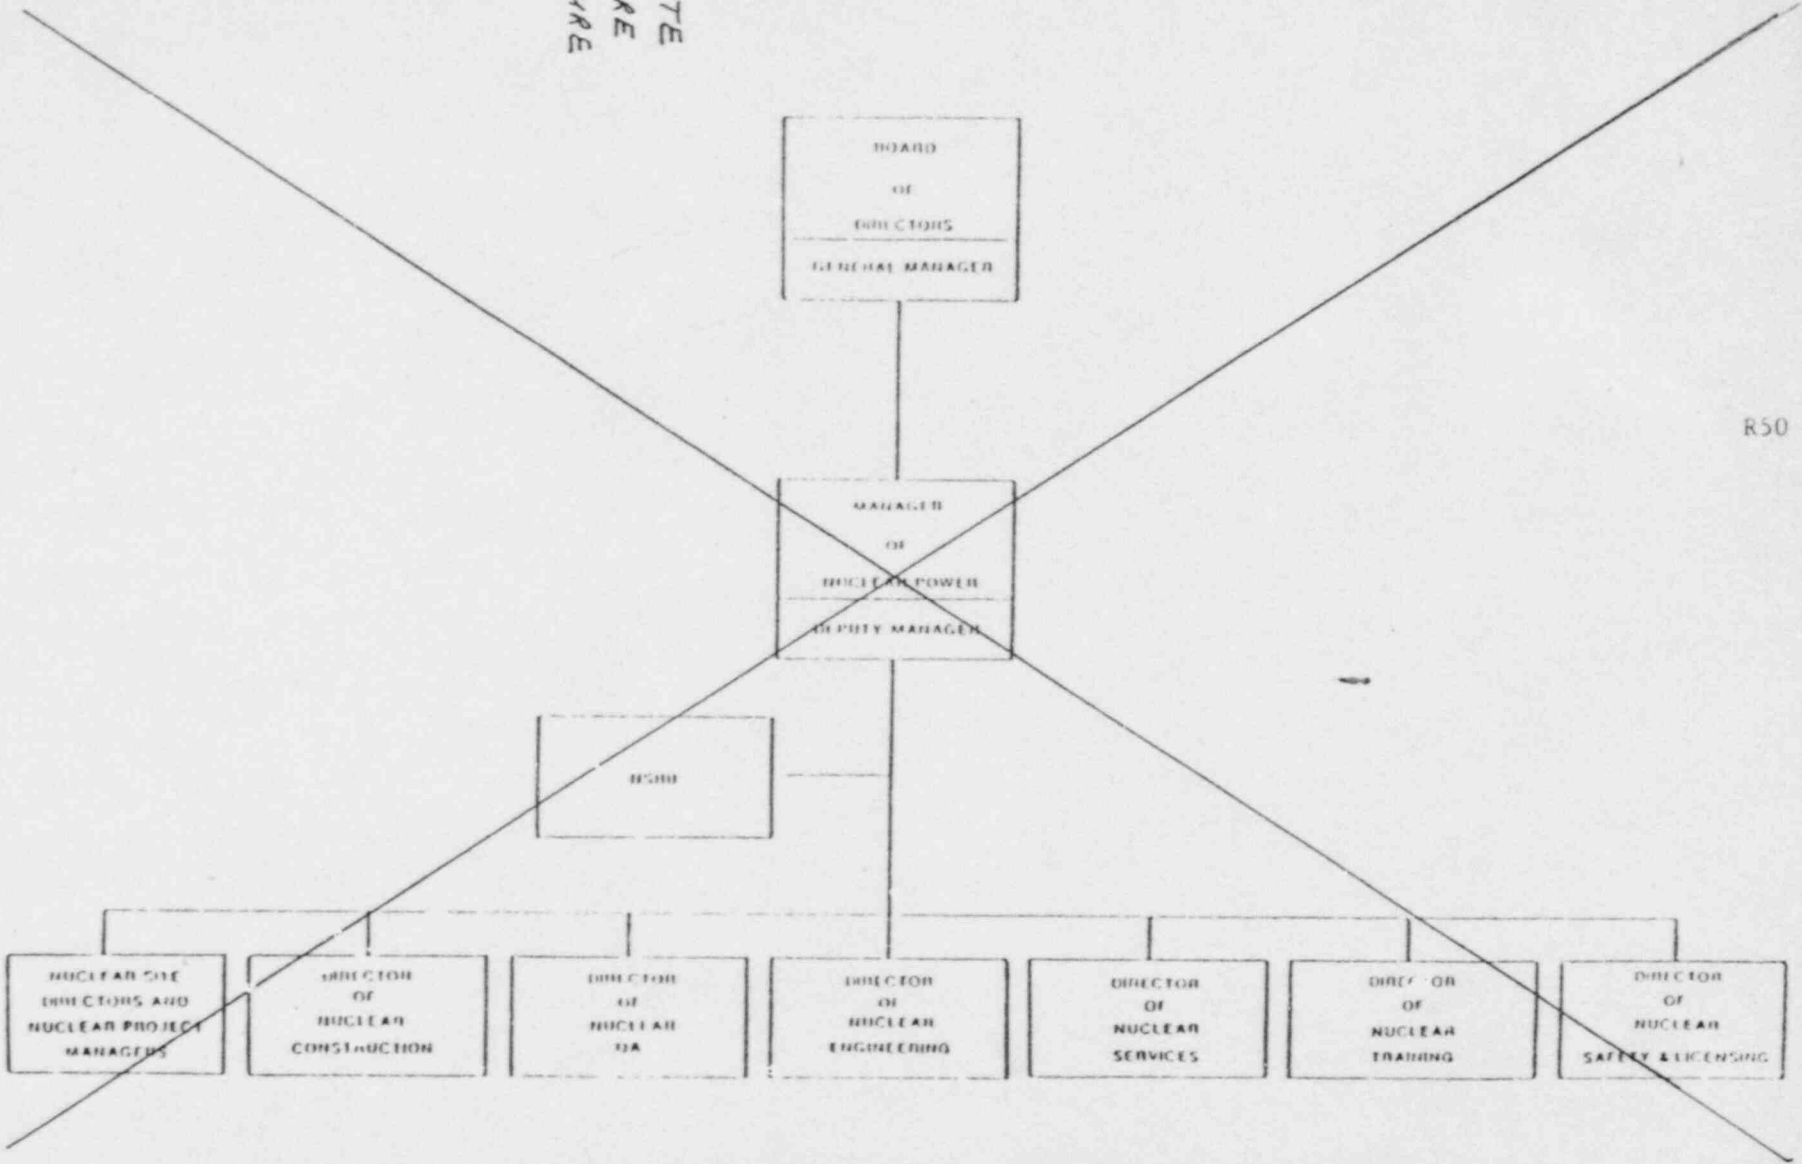 TE
RE
URE
BOARD
OF
DIRECTORS
GENERAL MANAGER
R50
MANAGER
OF
NUCLEAR POWER
DEPUTY MANAGER
NUCLEAR SITE
DIRECTORS AND
NUCLEAR PROJECT
MANAGERS
DIRECTOR
OF
NUCLEAR
CONSTRUCTION
DIRECTOR
OF
NUCLEAR
QA
DIRECTOR
OF
NUCLEAR
ENGINEERING
DIRECTOR
OF
NUCLEAR
SERVICES
DIRECTOR
OF
NUCLEAR
TRAINING
DIRECTOR
OF
NUCLEAR
SAFETY & LICENSING